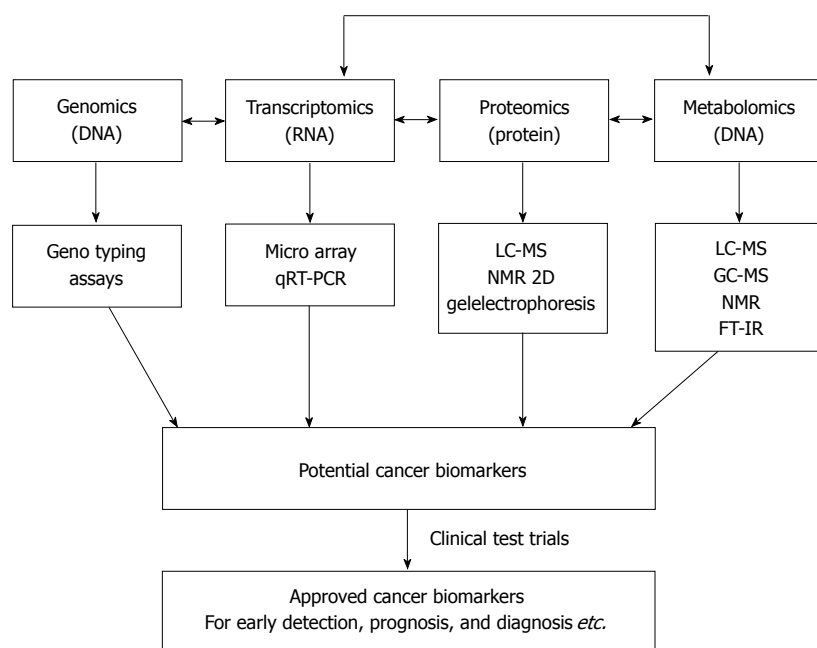 Genomics
(DNA)
Transcriptomics
(RNA)
Proteomics
(protein)
Metabolomics
(DNA)
Geno typing
assays
Micro array
qRT-PCR
LC-MS
NMR 2D
gelelectrophoresis
LC-MS
GC-MS
NMR
FT-IR
Potential cancer biomarkers
Clinical test trials
Approved cancer biomarkers
For early detection, prognosis, and diagnosis etc.